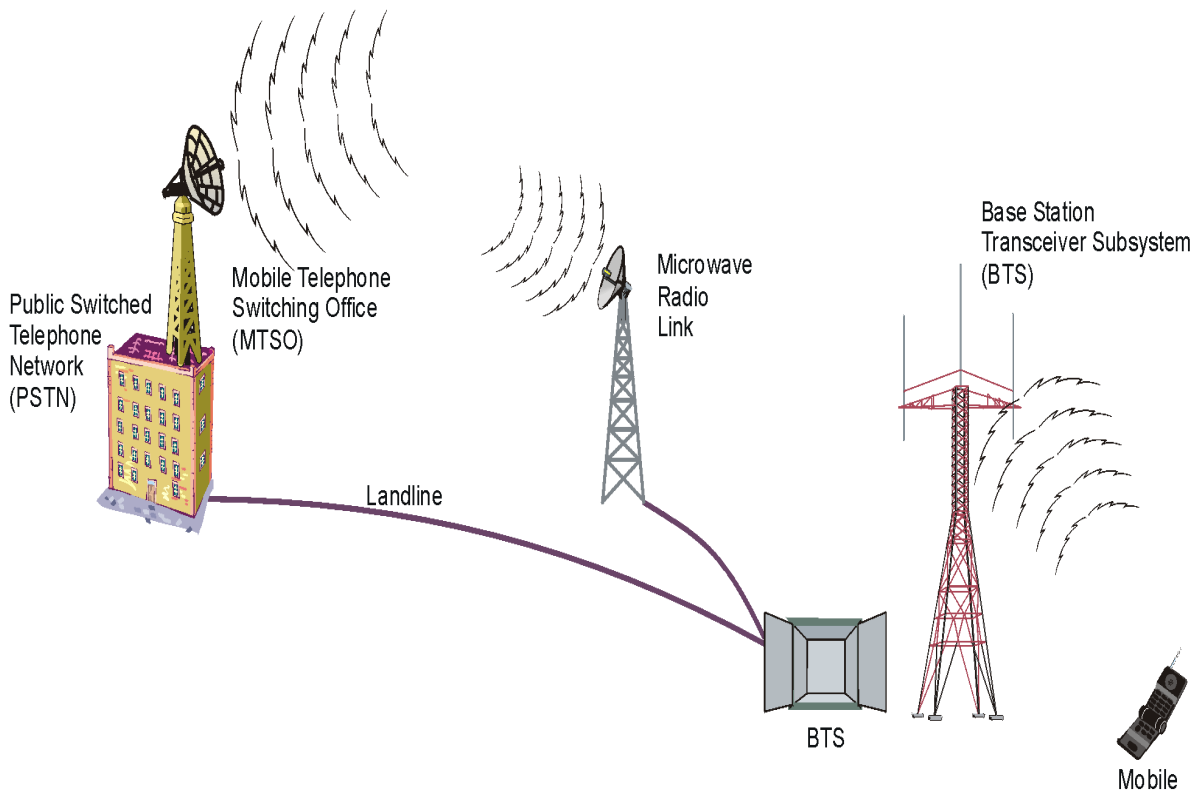 Public Switched
Telephone
Network
(PSTN)
Mobile Telephone
Switching Office
(MTSO)
Microwave
Radio
Link
Base Station
Transceiver Subsystem
(BTS)
Landline
BTS
Mobile